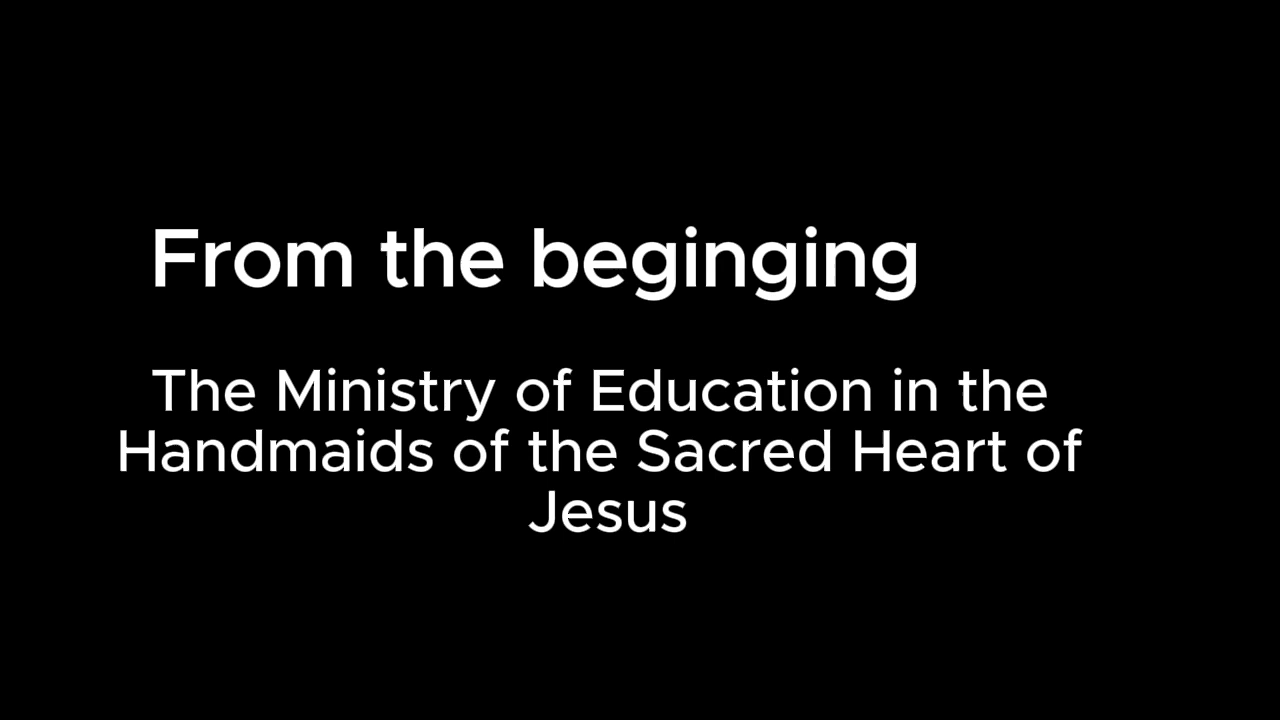 From the beginging
The Ministry of Education in the
Handmaids of the Sacred Heart of
Jesus